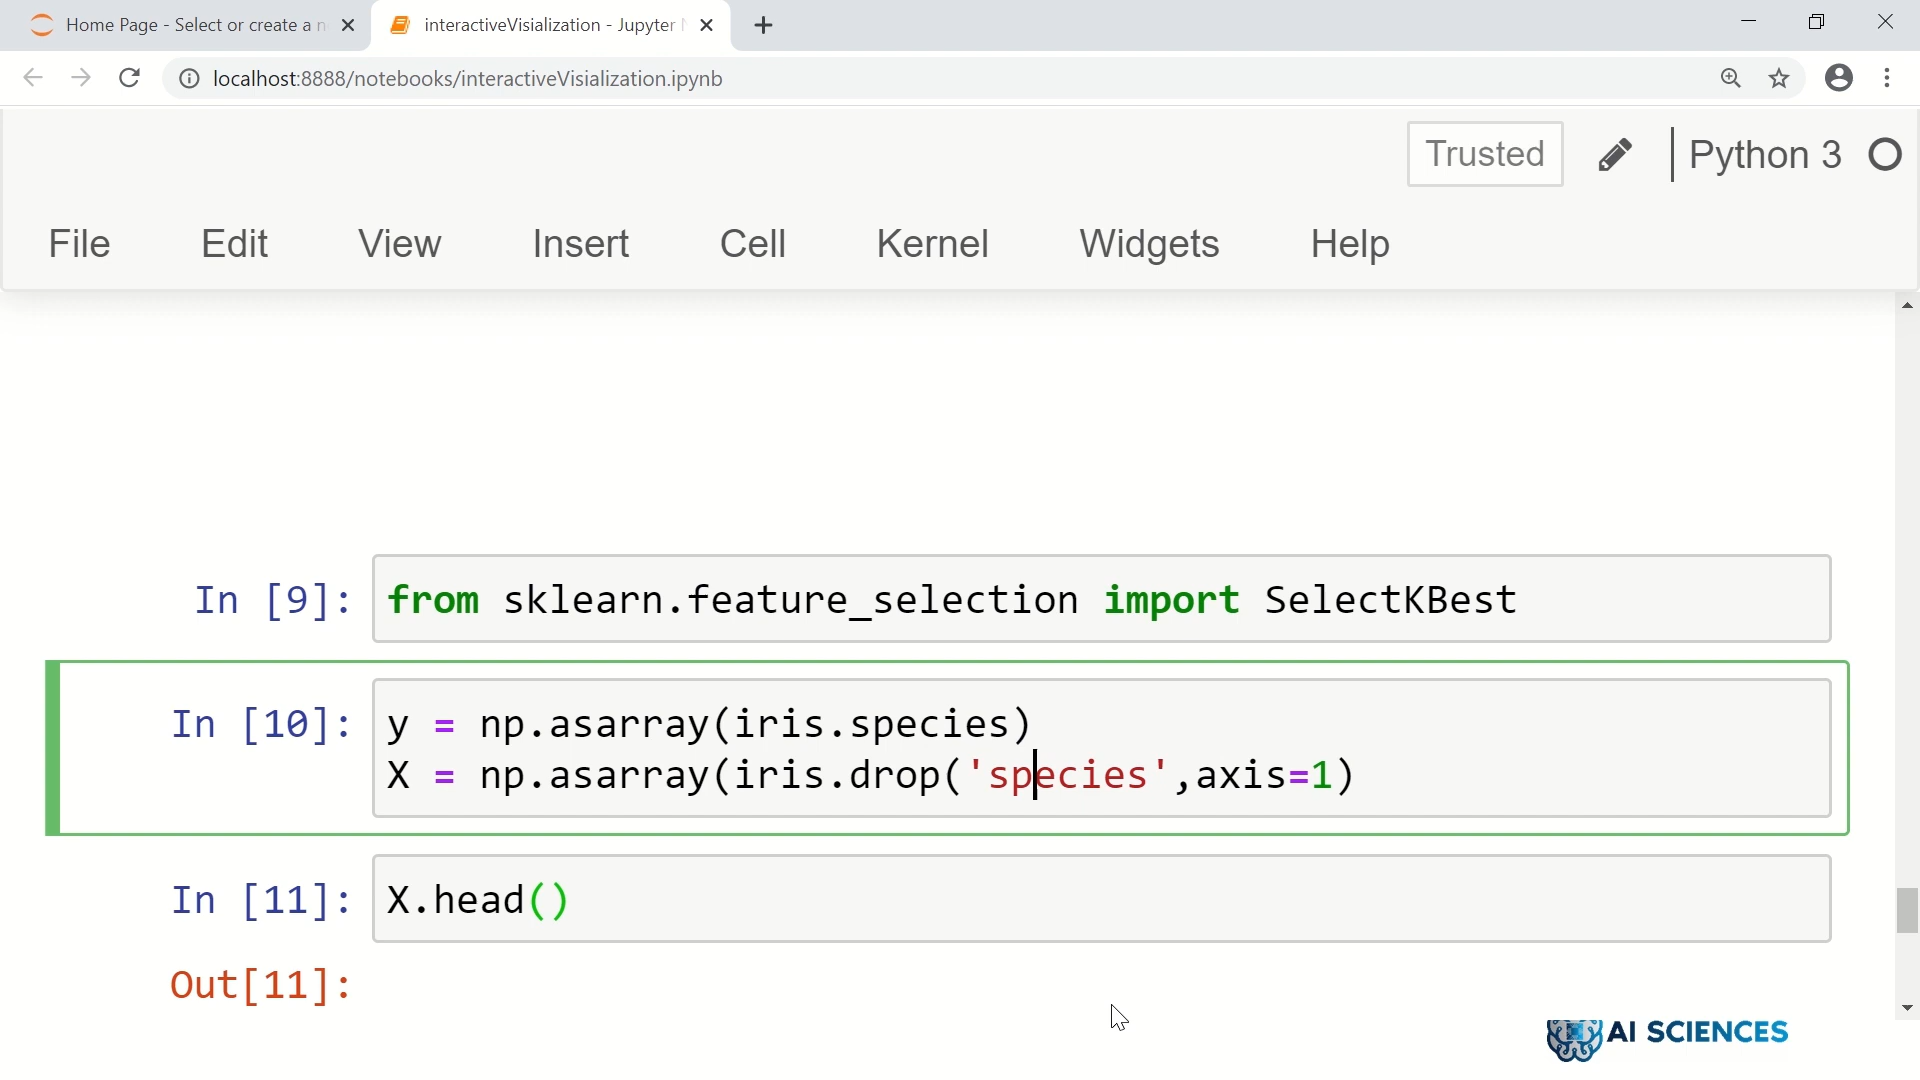 Home Page - Select or create a n
interactiveVisialization - Jupyter
localhost:8888/notebooks/interactiveVisialization.ipynb
Trusted
Python 3
File Edit View Insert Cell Kernel Widgets Help
In [9]: from sklearn.feature_selection import SelectKBest
In [10]: y = np.asarray(iris.species)
X = np.asarray(iris.drop('species',axis=1)
In [11]: X.head()
Out[11]:
AI SCIENCES